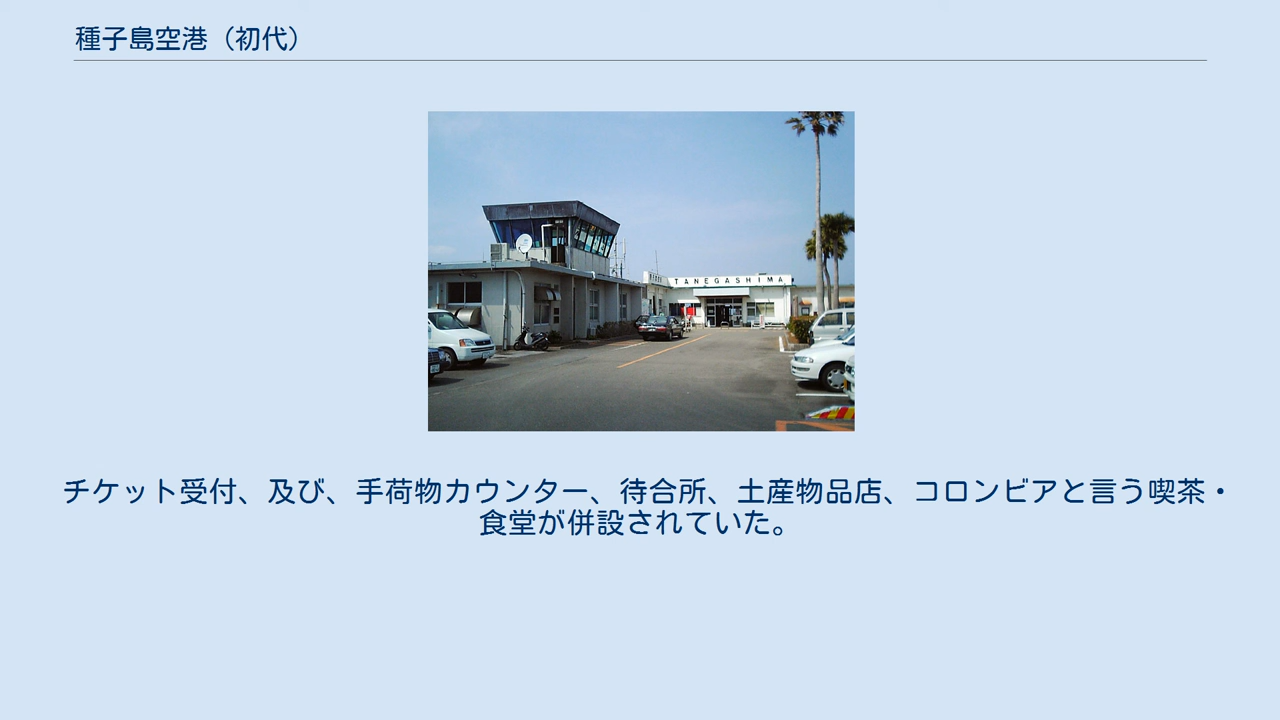 種子島空港（初代）
TANEGASHIMA
チケット受付、及び、手荷物カウンター、待合所、土産物品店、コロンビアと言う喫茶・
食堂が併設されていた。